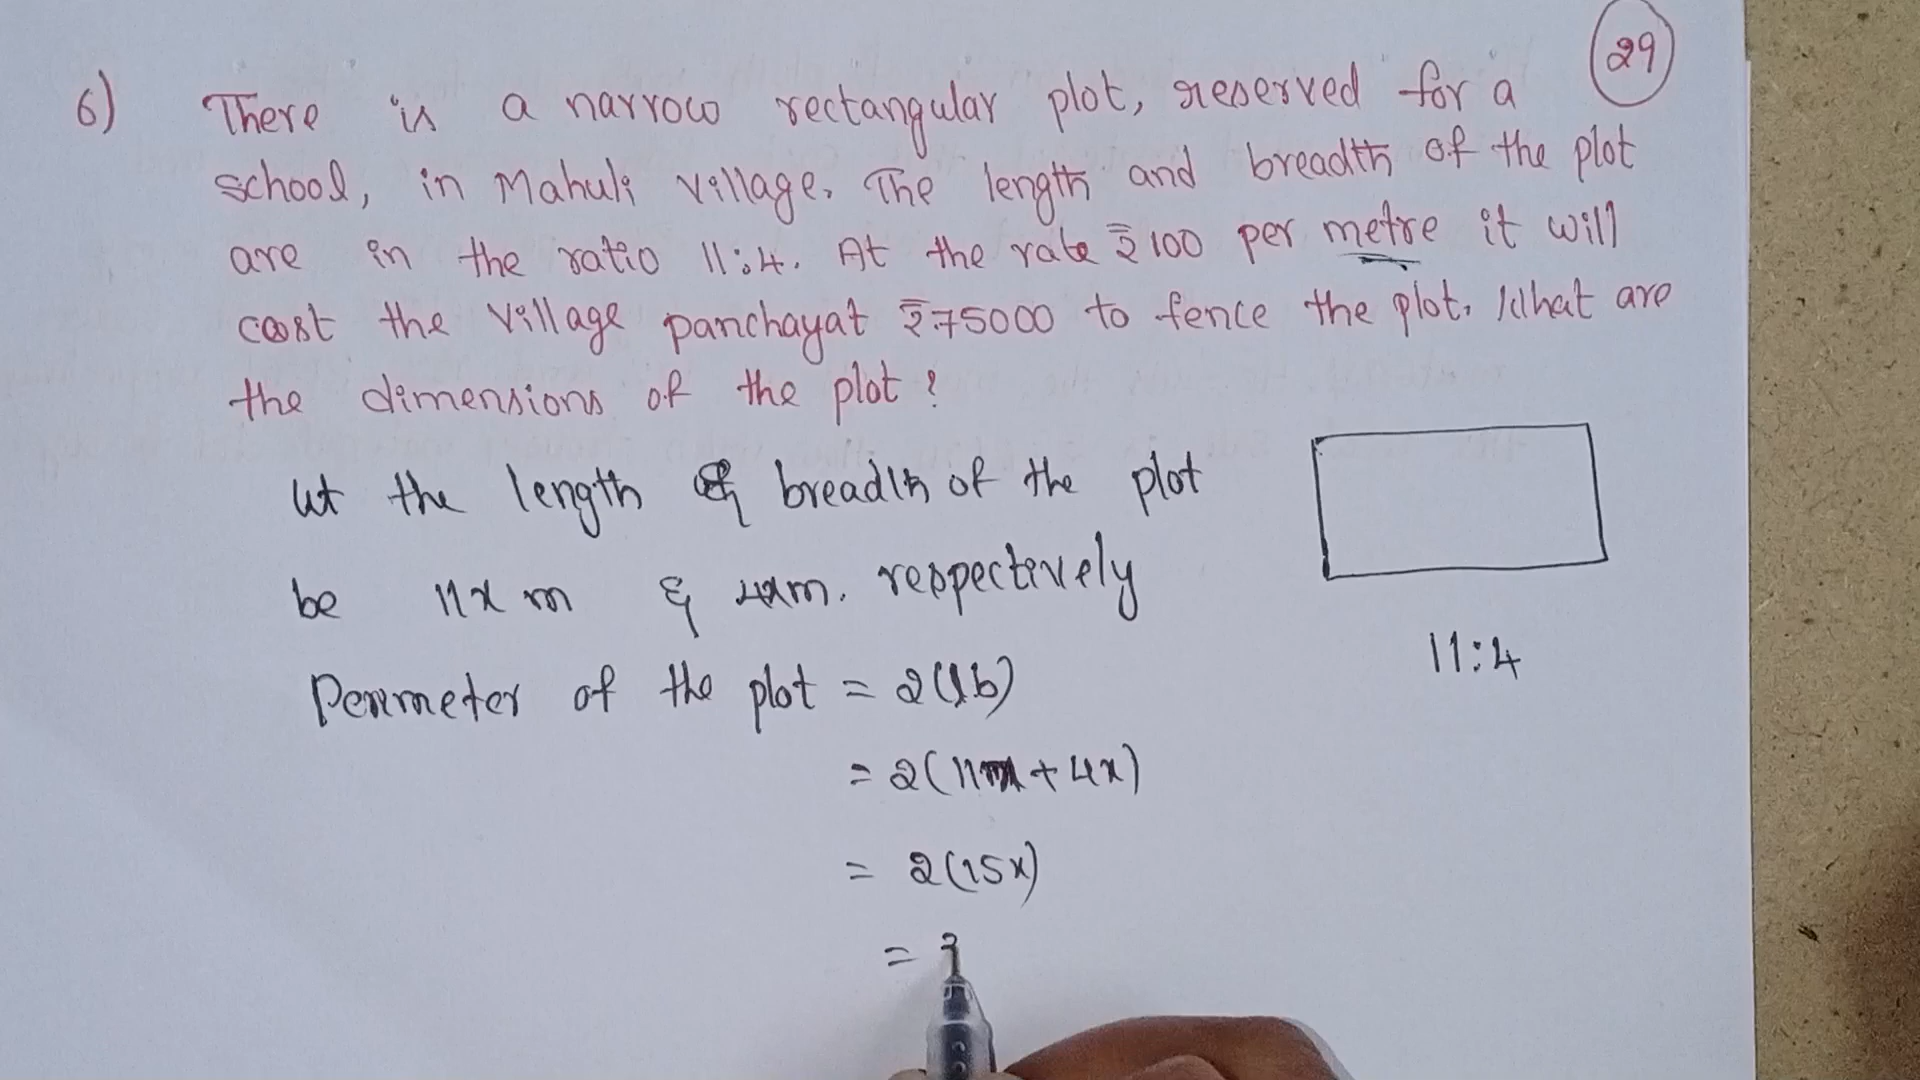 29
6) There is a narrow rectangular plot, reserved for a
school, in Mahuli village. The length and breadth of the plot
are in the ratio 11:4. At the rate ₹100 per metre it will
cost the village panchayat ₹75000 to fence the plot. What are
the dimensions of the plot?
let the length & breadth of the plot
be 11x m & 4xm. respectively
Perimeter of the plot = 2(lb)
= 2(11x + 4x)
= 2(15x)
= 3
11:4